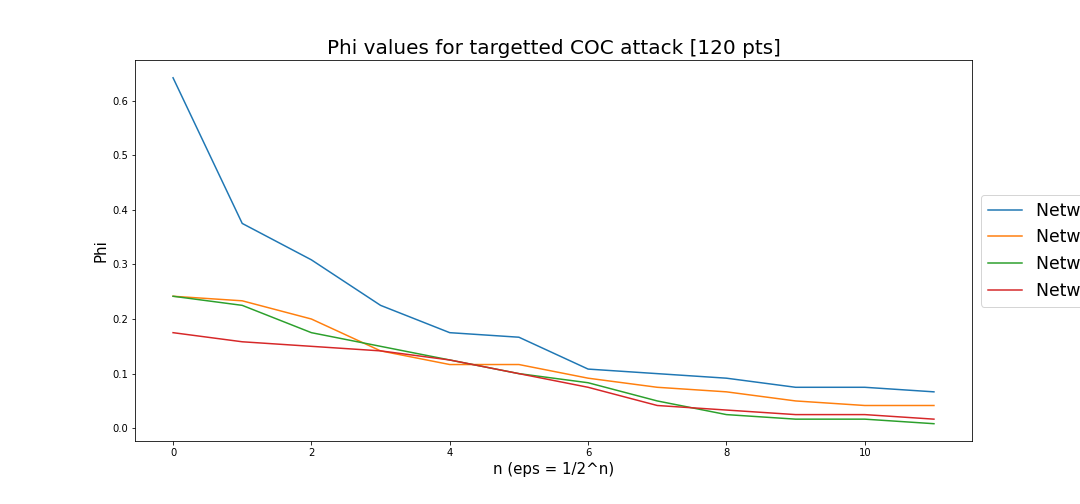 Phi values for targetted COC attack [120 pts]
0.6
0.5
0.4
0.3
0.2
0.1
0.0
Phi
0
2
4
6
8
10
n (eps = 1/2^n)
Netw
Netw
Netw
Netw